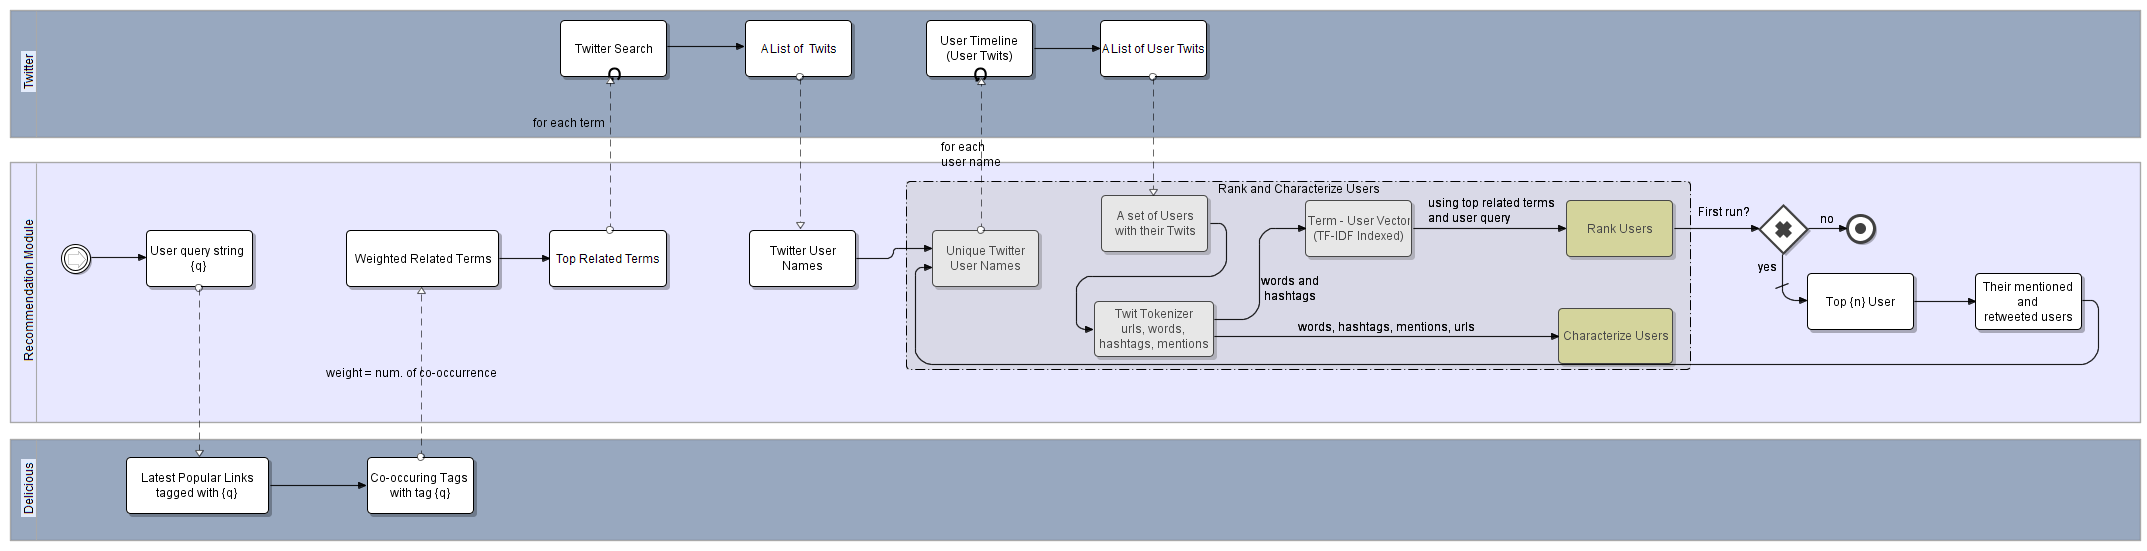 Twitter
Twitter Search
A List of  Twits
User Timeline
(User Twits)
A List of User Twits
for each term
for each
user name
Recommendation Module
User query string
{q}
Weighted Related Terms
Top Related Terms
Twitter User
Names
Rank and Characterize Users
Unique Twitter
User Names
A set of Users
with their Twits
Term - User Vector
(TF-IDF Indexed)
using top related terms
and user query
Rank Users
First run?
no
yes
words and
hashtags
Twit Tokenizer
urls, words,
hashtags, mentions
words, hashtags, mentions, urls
Characterize Users
Top {n} User
Their mentioned
and
retweeted users
weight = num. of co-occurrence
Delicious
Latest Popular Links
tagged with {q}
Co-occuring Tags
with tag {q}